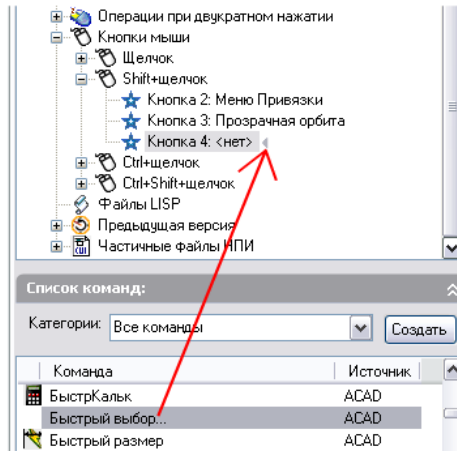 Операции при двукратном нажатии
Кнопки мыши
Щелчок
Shift+щелчок
Кнопка 2: Меню Привязки
Кнопка 3: Прозрачная орбита
Кнопка 4: <нет>
Ctrl+щелчок
Ctrl+Shift+щелчок
Файлы LISP
Предыдущая версия
Частичные файлы НПИ
Список команд:
Категории: Все команды Создать
Команда Источник
БыстрКальк ACAD
Быстрый выбор... ACAD
Быстрый размер ACAD